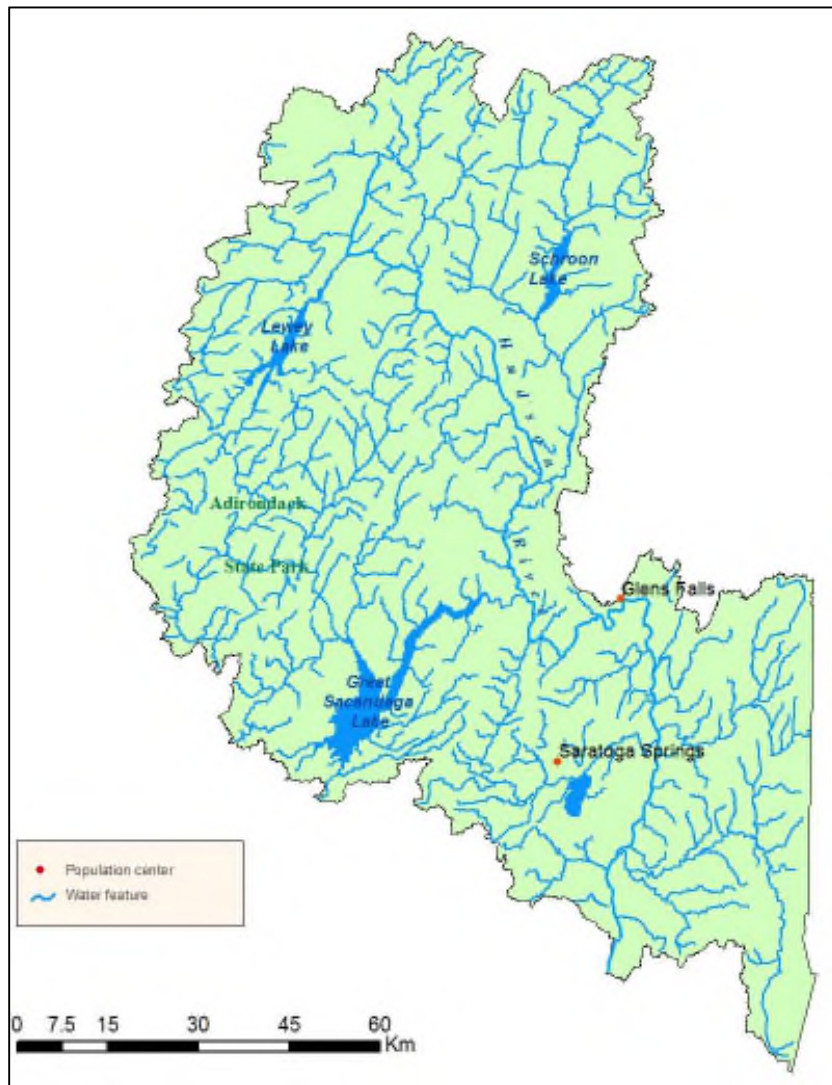 Schroon
Lake
Lewey
Lake
Hudson
River
Adirondack
State Park
Glens Falls
Great
Sacandaga
Lake
Saratoga Springs
Population center
Water feature
0 7.5 15 30 45 60
Km